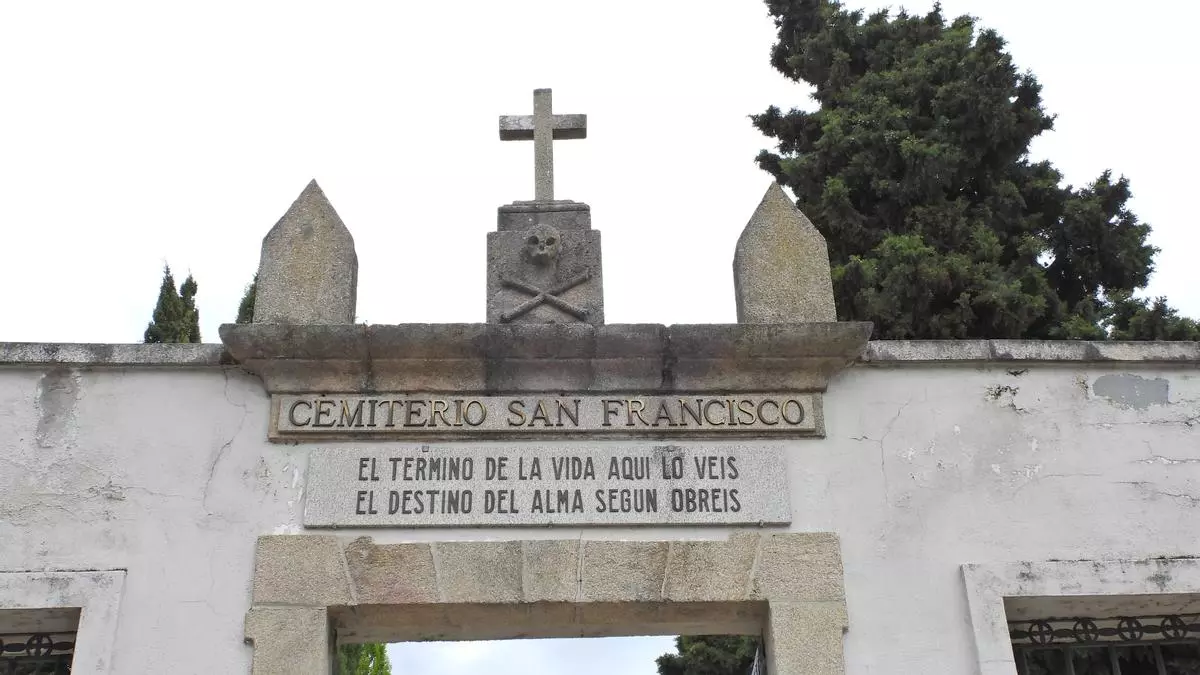 CEMITERIO SAN FRANCISCO
EL TERMINO DE LA VIDA AQUI LO VEIS
EL DESTINO DEL ALMA SEGUN OBREIS